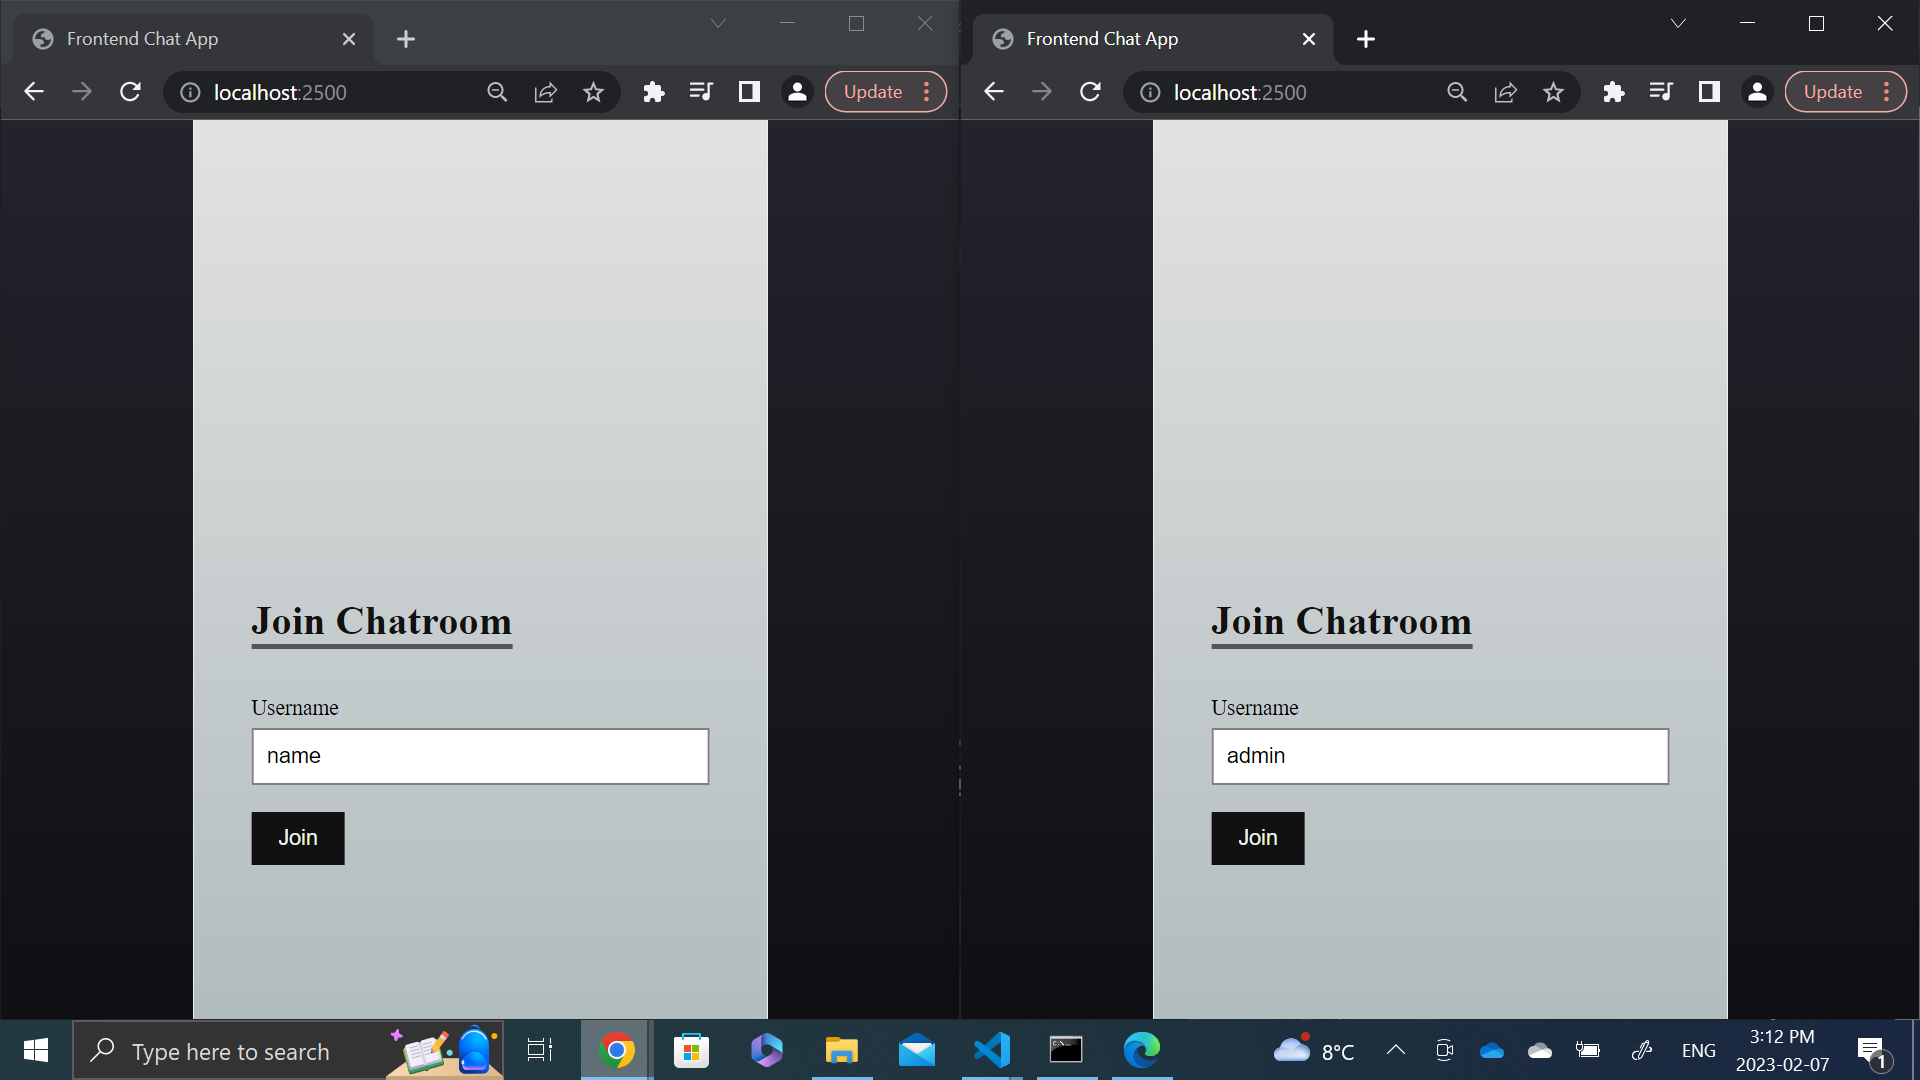 Frontend Chat App
localhost:2500
Update
Join Chatroom
Username
name
Join
Frontend Chat App
localhost:2500
Update
Join Chatroom
Username
admin
Join
Type here to search
8°C
ENG
3:12 PM
2023-02-07
1